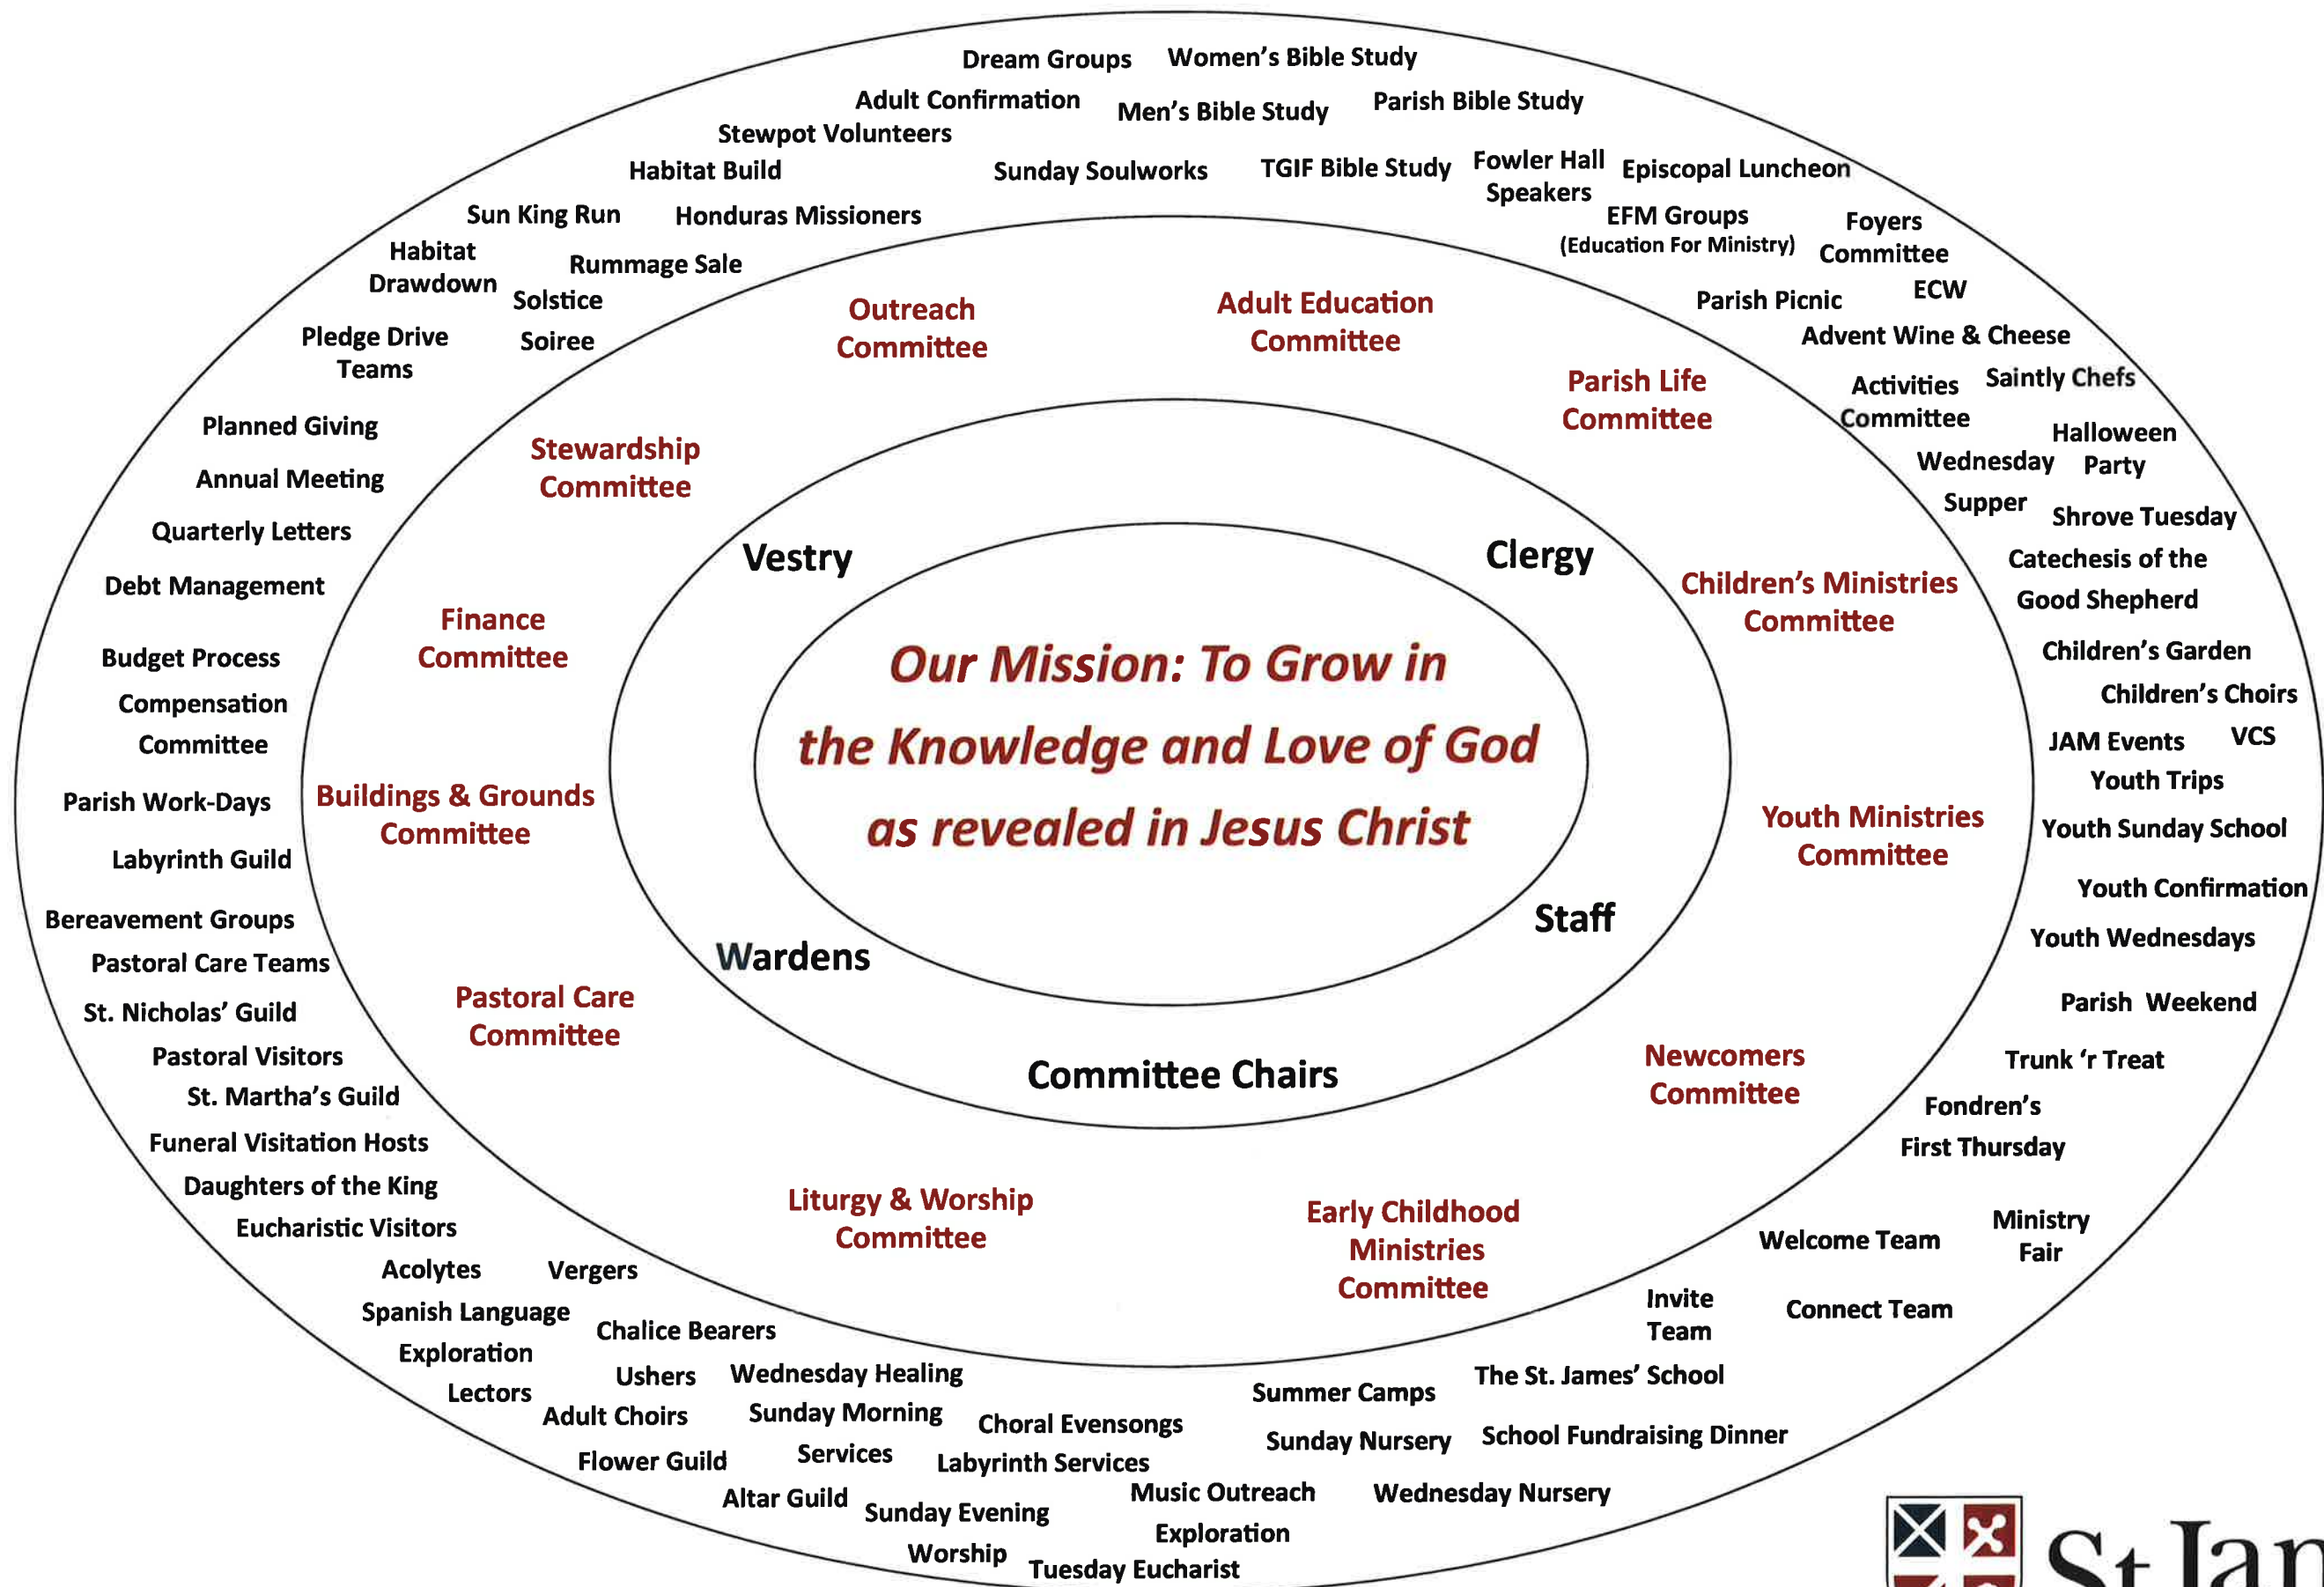 Dream Groups
Women's Bible Study
Adult Confirmation
Men's Bible Study
Parish Bible Study
Stewpot Volunteers
Habitat Build
Sunday Soulworks
TGIF Bible Study
Fowler Hall
Speakers
Episcopal Luncheon
Sun King Run
Honduras Missioners
EFM Groups
(Education For Ministry)
Foyers
Committee
Habitat
Drawdown
Rummage Sale
Solstice
Soiree
Parish Picnic
ECW
Pledge Drive
Teams
Advent Wine & Cheese
Activities
Committee
Saintly Chefs
Planned Giving
Halloween
Party
Annual Meeting
Wednesday
Supper
Quarterly Letters
Shrove Tuesday
Debt Management
Catechesis of the
Good Shepherd
Budget Process
Children's Garden
Compensation
Committee
Children's Choirs
JAM Events
VCS
Youth Trips
Parish Work-Days
Youth Sunday School
Labyrinth Guild
Youth Confirmation
Bereavement Groups
Youth Wednesdays
Pastoral Care Teams
St. Nicholas' Guild
Parish Weekend
Pastoral Visitors
Trunk 'r Treat
St. Martha's Guild
Fondren's
First Thursday
Funeral Visitation Hosts
Daughters of the King
Eucharistic Visitors
Welcome Team
Ministry
Fair
Acolytes
Vergers
Spanish Language
Exploration
Chalice Bearers
Invite
Team
Connect Team
Lectors
Ushers
Wednesday Healing
Adult Choirs
Sunday Morning
Services
Choral Evensongs
Summer Camps
The St. James' School
Flower Guild
Labyrinth Services
Sunday Nursery
School Fundraising Dinner
Altar Guild
Sunday Evening
Worship
Music Outreach
Exploration
Wednesday Nursery
Tuesday Eucharist
Outreach
Committee
Adult Education
Committee
Parish Life
Committee
Stewardship
Committee
Children's Ministries
Committee
Finance
Committee
Buildings & Grounds
Committee
Youth Ministries
Committee
Pastoral Care
Committee
Newcomers
Committee
Liturgy & Worship
Committee
Early Childhood
Ministries
Committee
Vestry
Clergy
Staff
Wardens
Committee Chairs
Our Mission: To Grow in
the Knowledge and Love of God
as revealed in Jesus Christ
St